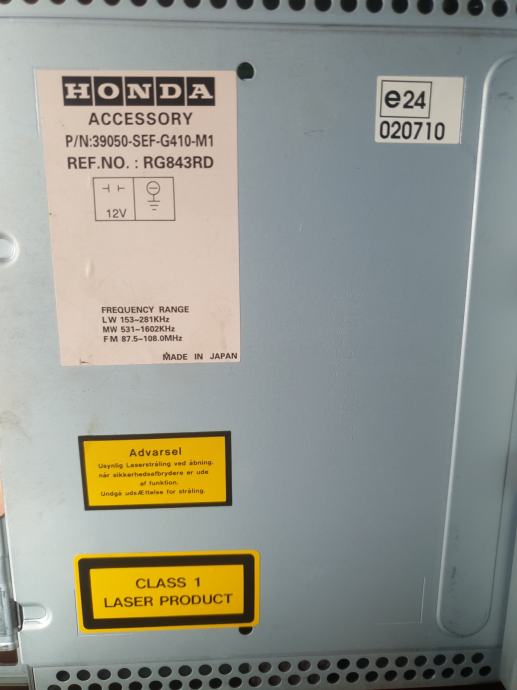 HONDA
ACCESSORY
P/N:39050-SEF-G410-M1
REF.NO. : RG843RD
12V
FREQUENCY RANGE
LW 153~281KHz
MW 531~1602KHz
FM 87.5~108.0MHz
MADE IN JAPAN
e24
020710
Advarsel
Usynlig Laserstråling ved åbning.
når sikkerhedsafbrydere er ude
af funktion.
Undgå udsÆttelse for stråling.
CLASS 1
LASER PRODUCT